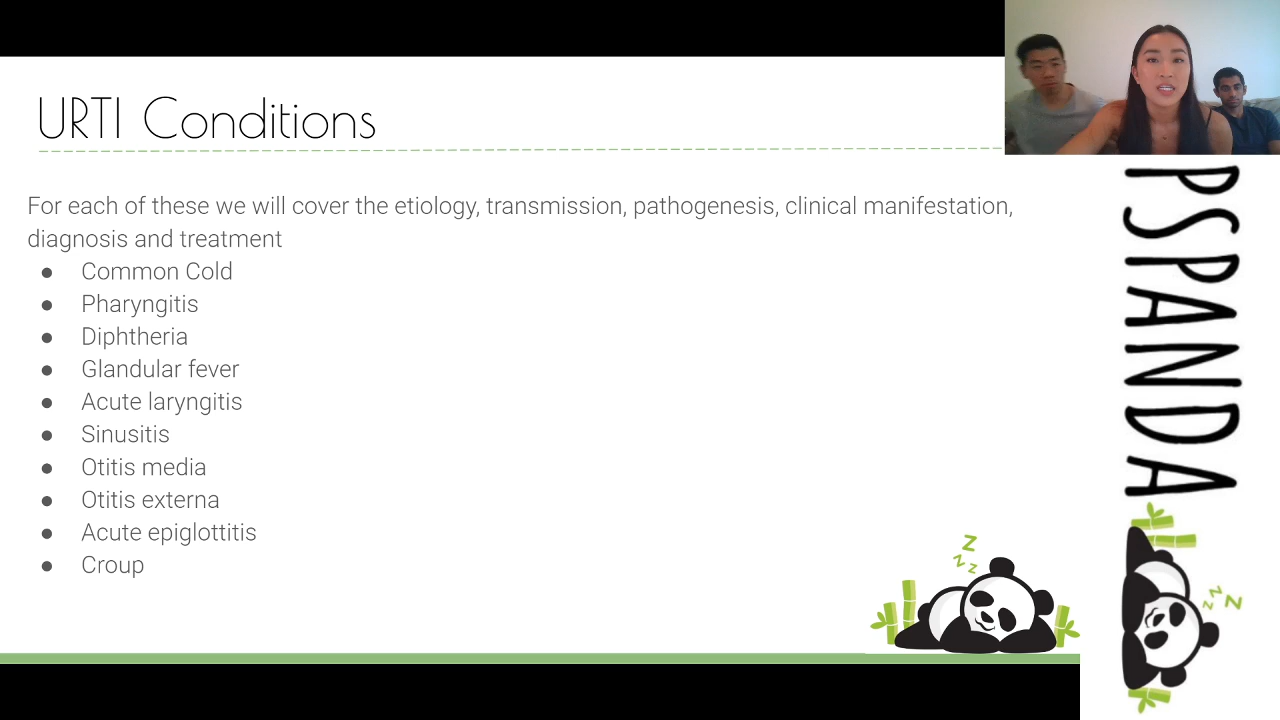 URTI Conditions
For each of these we will cover the etiology, transmission, pathogenesis, clinical manifestation,
diagnosis and treatment
● Common Cold
● Pharyngitis
● Diphtheria
● Glandular fever
● Acute laryngitis
● Sinusitis
● Otitis media
● Otitis externa
● Acute epiglottitis
● Croup
z
z z
PSPANDA
z z z